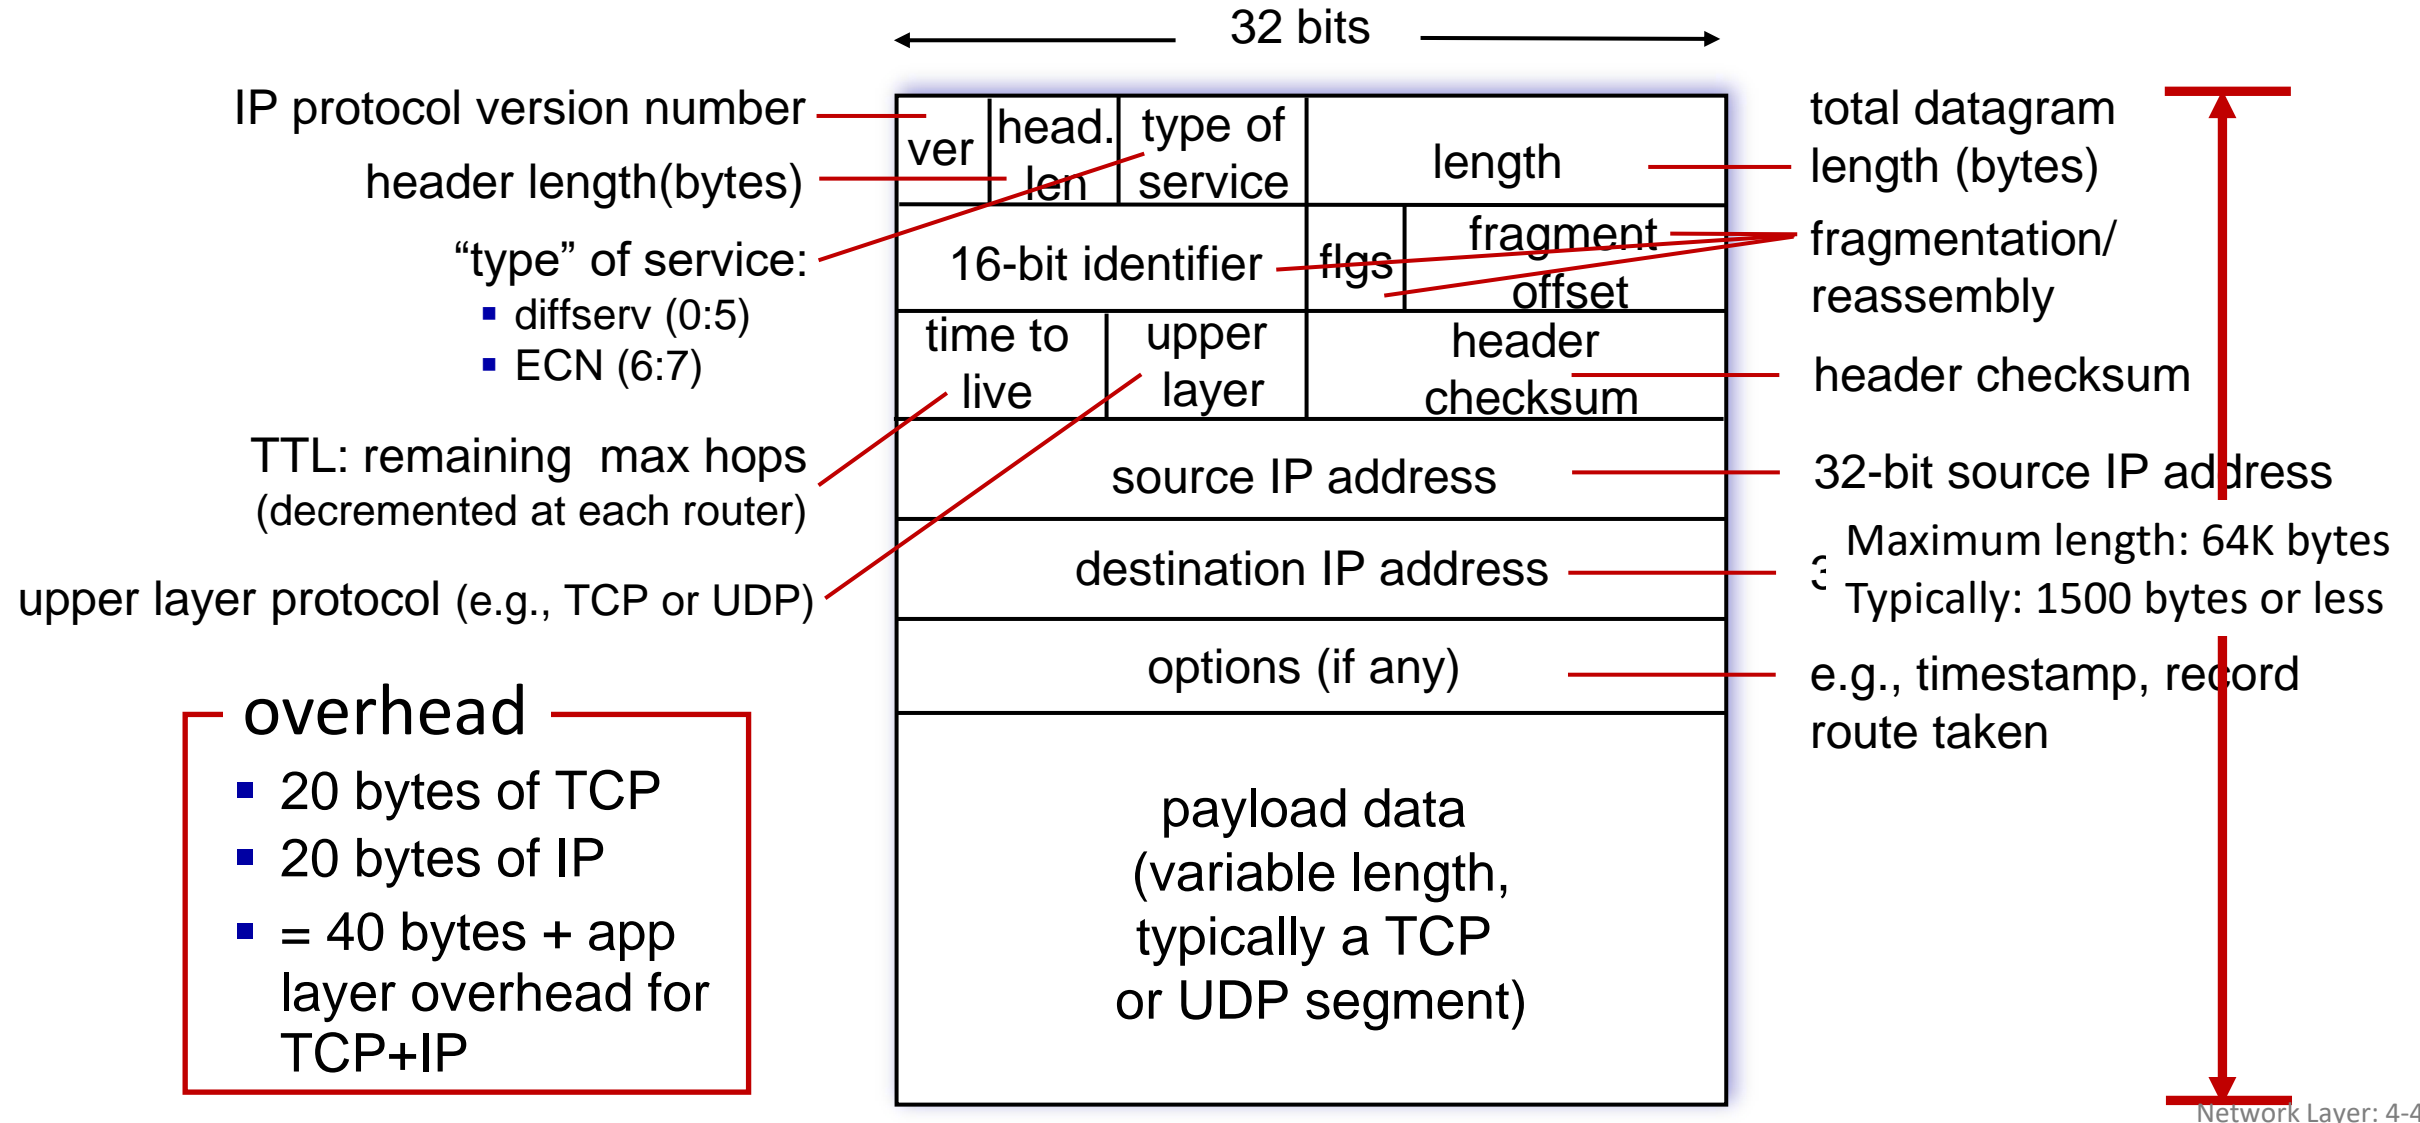 32 bits
IP protocol version number
header length(bytes)
“type” of service:
▪ diffserv (0:5)
▪ ECN (6:7)
TTL: remaining  max hops
(decremented at each router)
upper layer protocol (e.g., TCP or UDP)
overhead
▪ 20 bytes of TCP
▪ 20 bytes of IP
▪ = 40 bytes + app
layer overhead for
TCP+IP
ver
head.
len
type of
service
length
16-bit identifier
flgs
fragment
offset
time to
live
upper
layer
header
checksum
source IP address
destination IP address
options (if any)
payload data
(variable length,
typically a TCP
or UDP segment)
total datagram
length (bytes)
fragmentation/
reassembly
header checksum
32-bit source IP address
Maximum length: 64K bytes
Typically: 1500 bytes or less
e.g., timestamp, record
route taken
Network Layer: 4-4